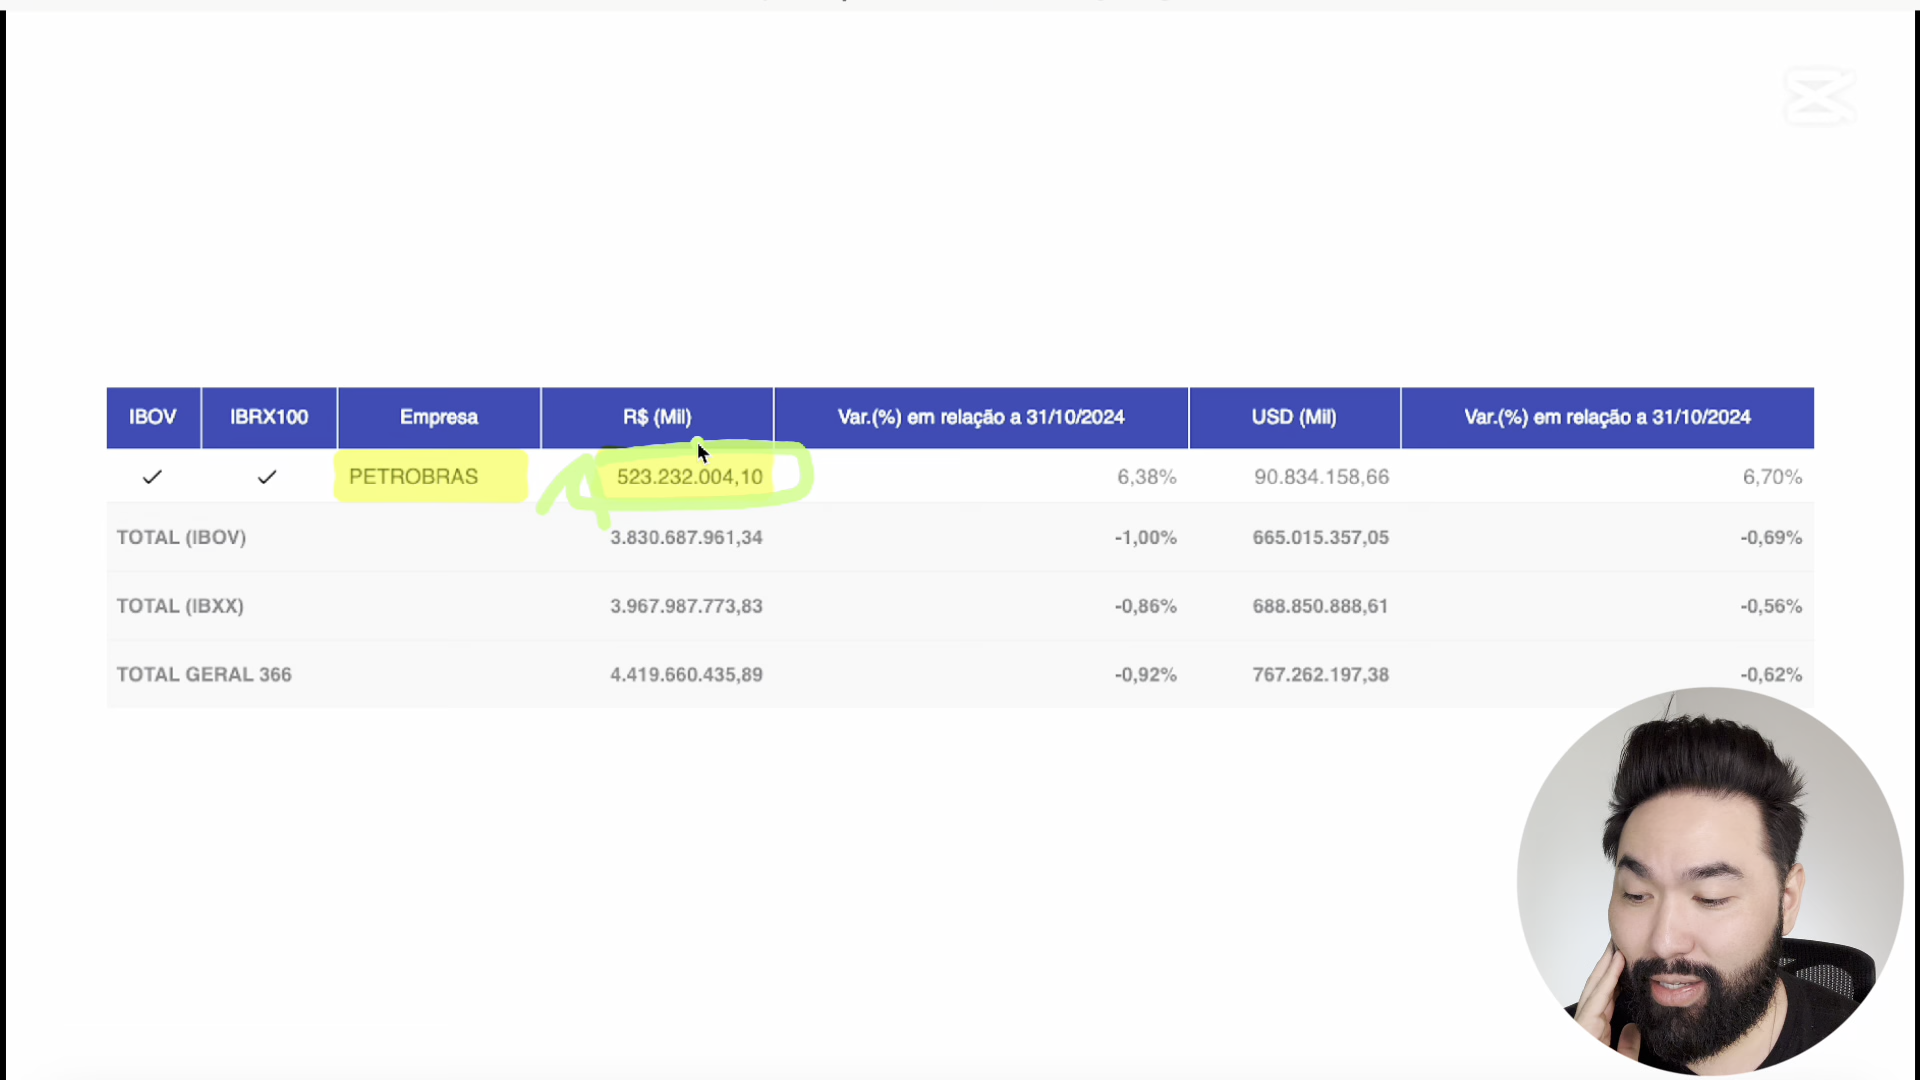 IBOV IBRX100 Empresa R$ (Mil) Var.(%) em relação a 31/10/2024 USD (Mil) Var.(%) em relação a 31/10/2024
PETROBRAS 523.232.004,10 6,38% 90.834.158,66 6,70%
TOTAL (IBOV) 3.830.687.961,34 -1,00% 665.015.357,05 -0,69%
TOTAL (IBXX) 3.967.987.773,83 -0,86% 688.850.888,61 -0,56%
TOTAL GERAL 366 4.419.660.435,89 -0,92% 767.262.197,38 -0,62%